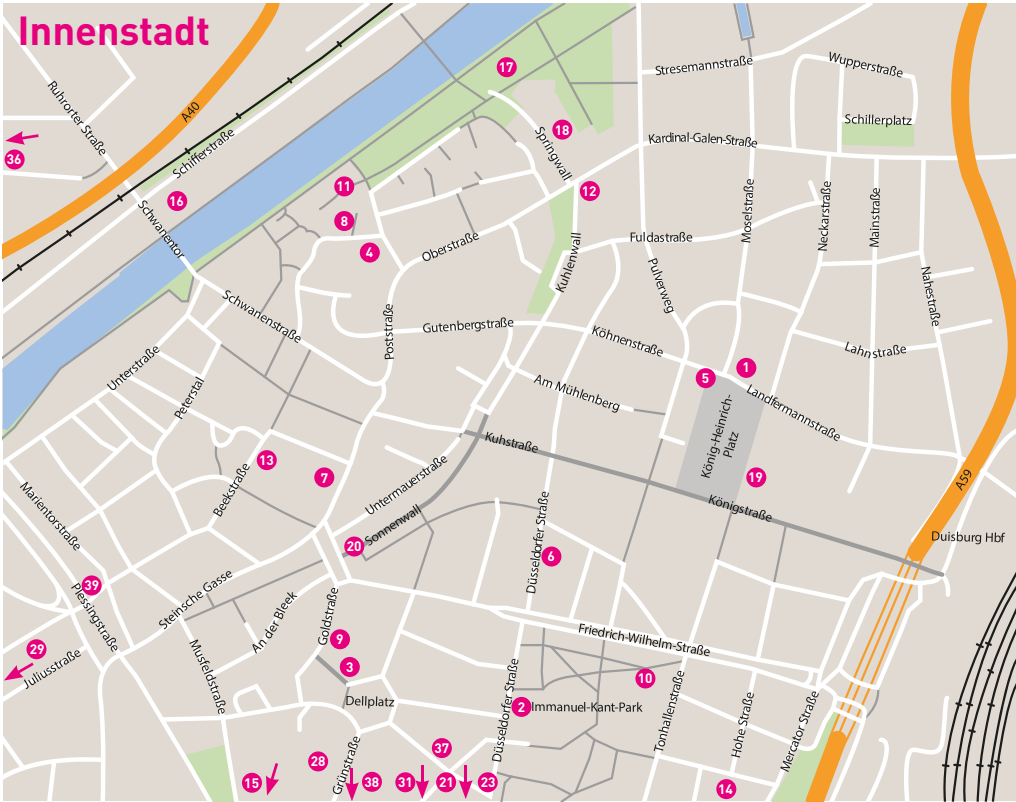 Innenstadt
A40
Ruhrorter Straße
Schifferstraße
36
16
Schwanentor
17
18
Springwall
11
8
4
12
Stresemannstraße
Wupperstraße
Schillerplatz
Kardinal-Galen-Straße
Moselstraße
Neckarstraße
Mainstraße
Nahestraße
Oberstraße
Kuhlenwall
Fuldastraße
Pulverweg
Schwanenstraße
Poststraße
Gutenbergstraße
Köhnenstraße
Lahnstraße
Unterstraße
Peterstal
Am Mühlenberg
5
1
Landfermannstraße
König-Heinrich-
Platz
Kuhstraße
13
7
Beekstraße
Untermauerstraße
Sonnenwall
19
Königstraße
A59
Duisburg Hbf
Marientorstraße
20
Düsseldorfer Straße
6
39
Plessingstraße
Steinsche Gasse
An der Bleek
Goldstraße
Friedrich-Wilhelm-Straße
29
Juliusstraße
Musfeldstraße
9
3
10
Dellplatz
Düsseldorfer Straße
2
Immanuel-Kant-Park
Tonhallenstraße
Hohe Straße
Mercator Straße
37
28
Grünstraße
15
38
31
21
23
14